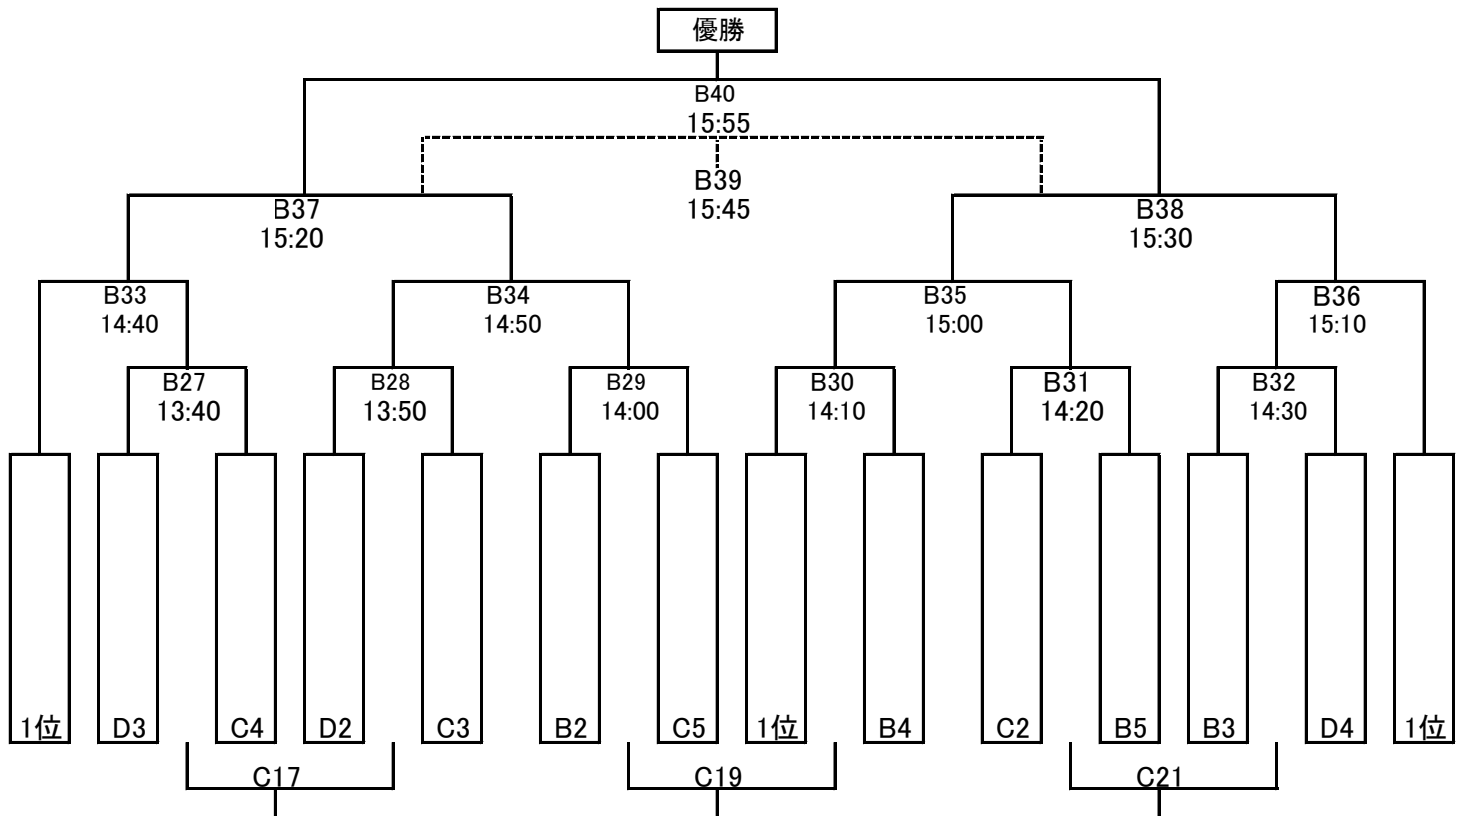 優勝
B40
15:55
B39
15:45
B37
15:20
B38
15:30
B33
14:40
B34
14:50
B35
15:00
B36
15:10
B27
13:40
B28
13:50
B29
14:00
B30
14:10
B31
14:20
B32
14:30
1位 D3 C4 D2 C3 B2 C5 1位 B4 C2 B5 B3 D4 1位
C17 C19 C21